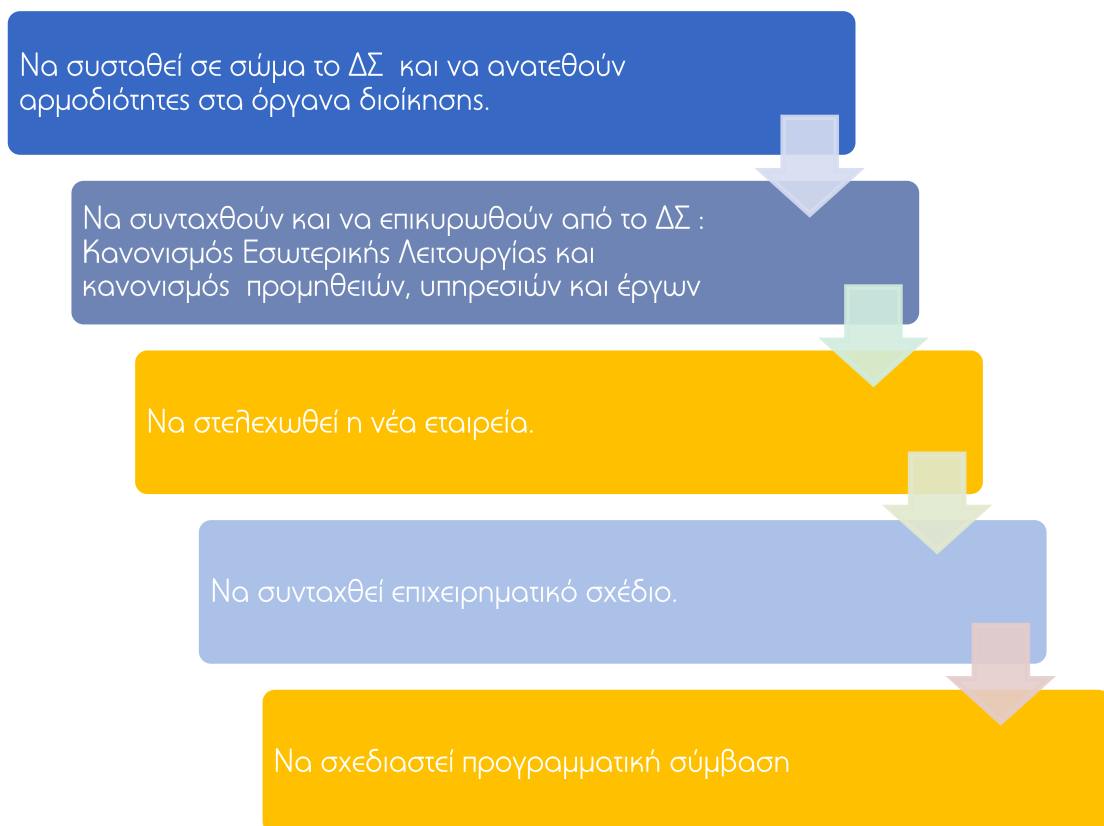 Να συσταθεί σε σώμα το ΔΣ και να ανατεθούν
αρμοδιότητες στα όργανα διοίκησης.
Να συνταχθούν και να επικυρωθούν από το ΔΣ :
Κανονισμός Εσωτερικής Λειτουργίας και
κανονισμός προμηθειών, υπηρεσιών και έργων
Να στελεχωθεί η νέα εταιρεία.
Να συνταχθεί επιχειρηματικό σχέδιο.
Να σχεδιαστεί προγραμματική σύμβαση